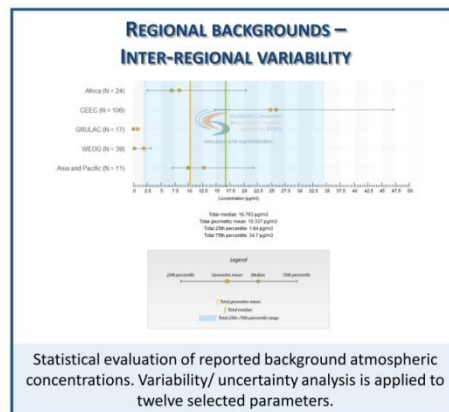 REGIONAL BACKGROUNDS –
INTER-REGIONAL VARIABILITY
Africa (N = 24)
CEEC (N = 196)
GRULAC (N = 17)
WEOG (N = 39)
Asia and Pacific (N = 11)
Stockholm Convention
0 2.5 5 7.5 10 12.5 15 17.5 20 22.5 25 27.5 30 32.5 35 37.5 40 42.5 45 47.5 50
Concentration [pg/m3]
Total median: 16.703 pg/m3
Total geometric mean: 10.337 pg/m3
Total 25th percentile: 1.64 pg/m3
Total 75th percentile: 34.7 pg/m3
Legend
25th percentile Geometric mean Median 75th percentile
Total geometric mean
Total median
Total 25th–75th percentile range
Statistical evaluation of reported background atmospheric
concentrations. Variability/ uncertainty analysis is applied to
twelve selected parameters.